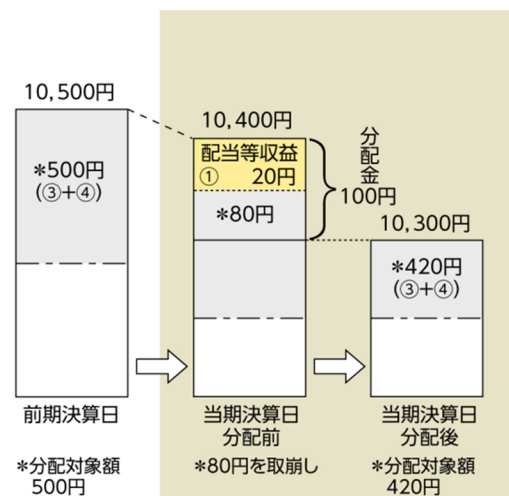 10,500円
*500円
(③+④)
前期決算日
*分配対象額
500円
10,400円
配当等収益
① 20円
*80円
分配金
100円
当期決算日
分配前
*80円を取崩し
10,300円
*420円
(③+④)
当期決算日
分配後
*分配対象額
420円